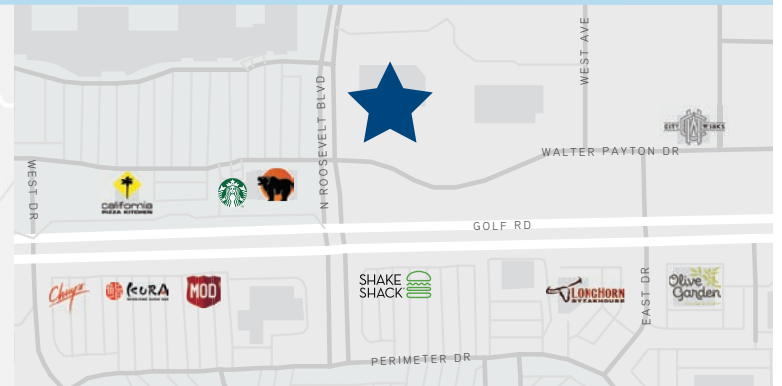 WEST AVE
N ROOSEVELT BLVD
CITY WORKS
WALTER PAYTON DR
WEST DR
california
PIZZA KITCHEN
GOLF RD
Chuy's
KURA
MOD
SHAKE
SHACK
LONGHORN
STEAKHOUSE
Olive
Garden
EAST DR
PERIMETER DR